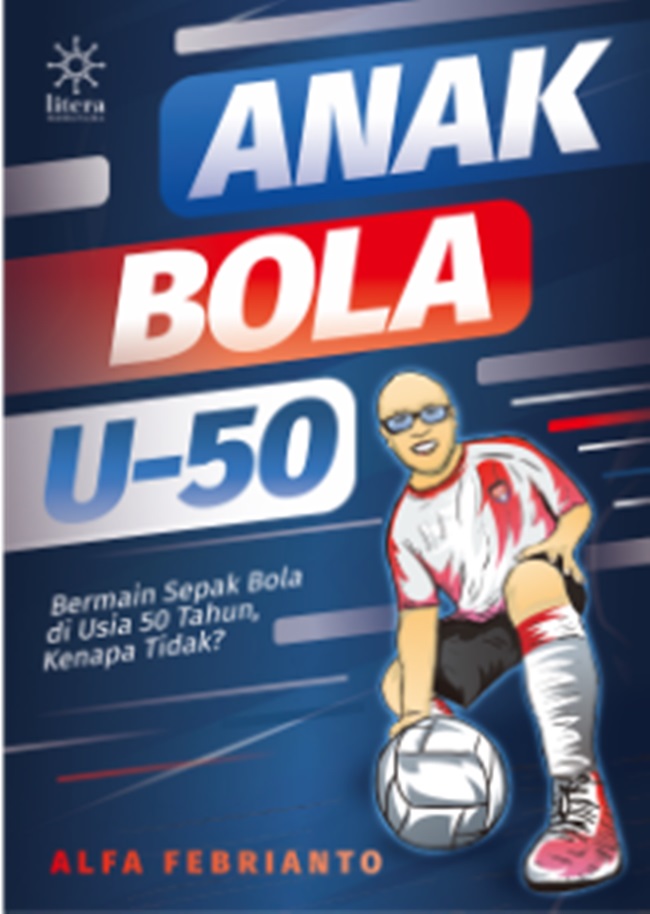 litera
ANAK
BOLA
U-50
Bermain Sepak Bola
di Usia 50 Tahun,
Kenapa Tidak?
ALFA FEBRIANTO